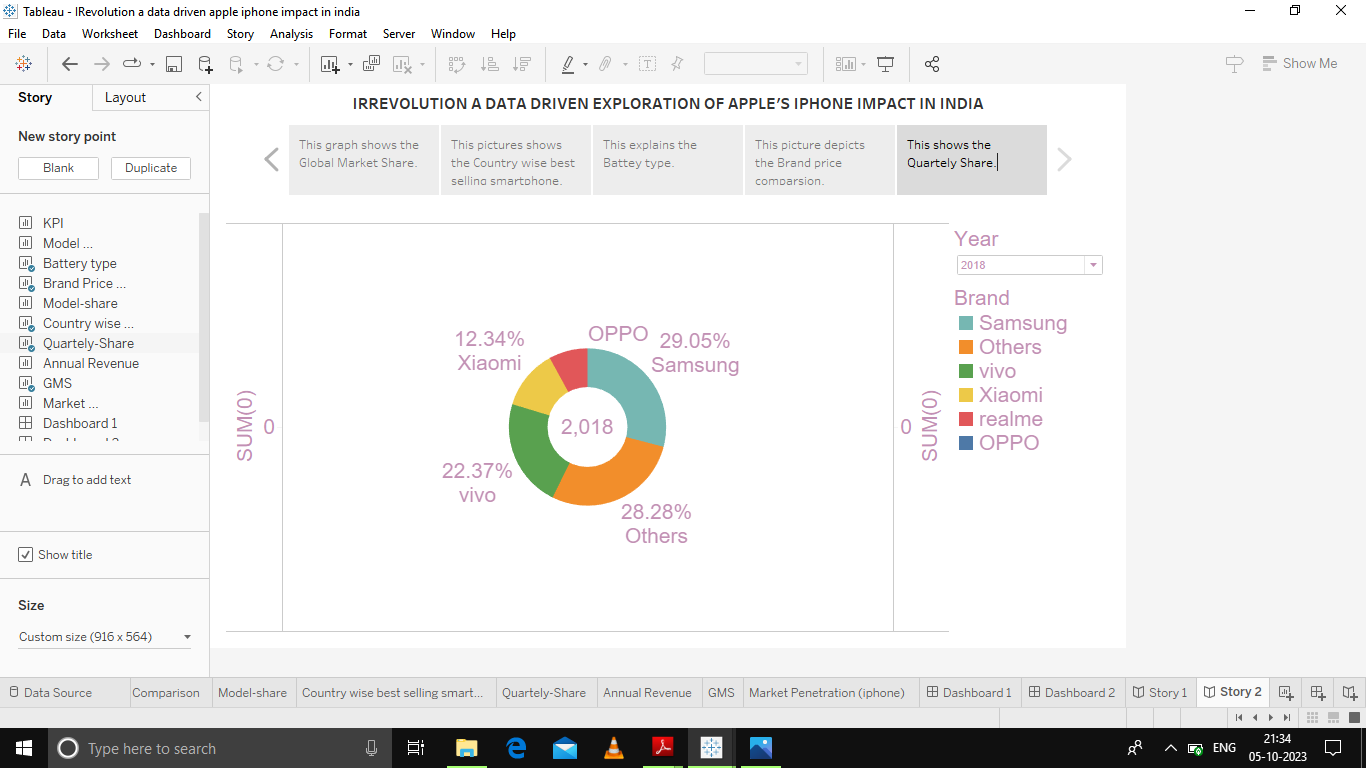 Tableau - IRevolution a data driven apple iphone impact in india
File Data Worksheet Dashboard Story Analysis Format Server Window Help
Show Me
Story Layout
New story point
Blank Duplicate
KPI
Model ...
Battery type
Brand Price ...
Model-share
Country wise ...
Quartely-Share
Annual Revenue
GMS
Market ...
Dashboard 1
A Drag to add text
Show title
Size
Custom size (916 x 564)
IRREVOLUTION A DATA DRIVEN EXPLORATION OF APPLE'S IPHONE IMPACT IN INDIA
This graph shows the
Global Market Share.
This pictures shows
the Country wise best
selling smartphone.
This explains the
Battey type.
This picture depicts
the Brand price
comparsion.
This shows the
Quartely Share.
SUM(0)
0
12.34%
Xiaomi
OPPO
29.05%
Samsung
2,018
22.37%
vivo
28.28%
Others
0
SUM(0)
Year
2018
Brand
Samsung
Others
vivo
Xiaomi
realme
OPPO
Data Source Comparison Model-share Country wise best selling smart... Quartely-Share Annual Revenue GMS Market Penetration (iphone) Dashboard 1 Dashboard 2 Story 1 Story 2
Type here to search
ENG
21:34
05-10-2023